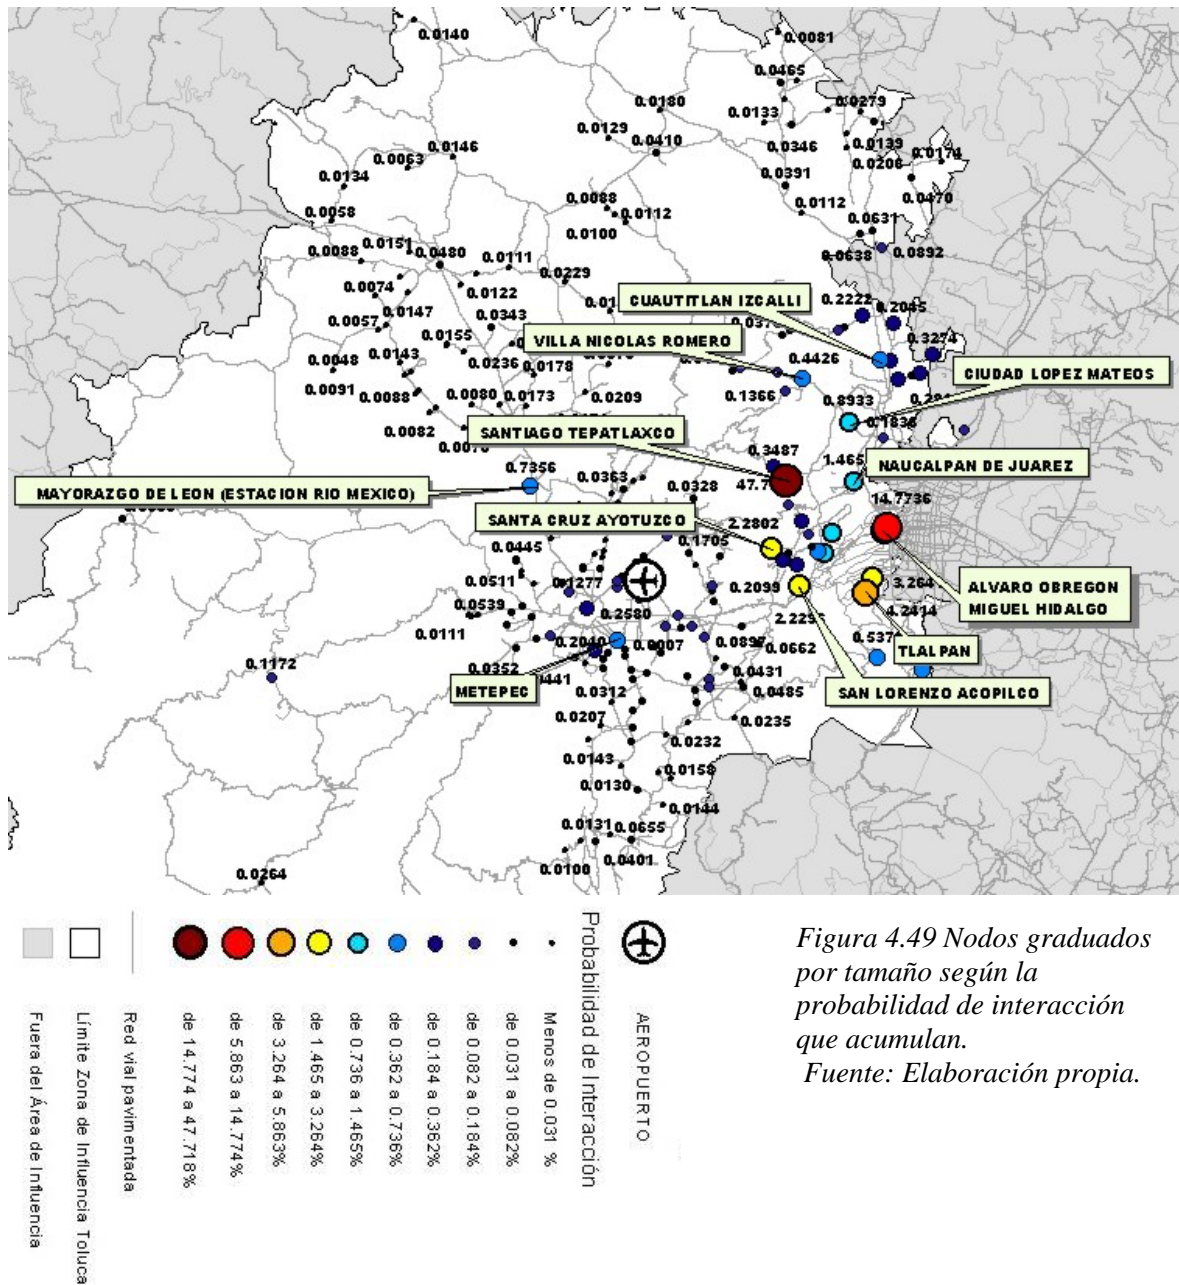 0.0140
0.0081
0.0465
0.0180
0.0279
0.0133
0.0129
0.0410
0.0139
0.0346
0.0146
0.0063
0.0206
0.0174
0.0134
0.0391
0.0470
0.0088
0.0112
0.0112
0.0058
0.0100
0.0631
0.0151
0.0088
0.0480
0.0638
0.0892
0.0111
0.0229
0.0074
0.0122
CUAUTITLAN IZCALLI
0.2222
0.2045
0.0147
0.0343
0.0057
0.0155
VILLA NICOLAS ROMERO
0.3274
0.0143
0.0048
0.0236
0.0178
0.4426
CIUDAD LOPEZ MATEOS
0.0091
0.0088
0.0080
0.0173
0.0209
0.1366
0.8933
0.1836
0.0082
SANTIAGO TEPATLAXCO
0.3487
1.465
NAUCALPAN DE JUAREZ
0.7356
0.0363
47.7
0.0328
14.7736
MAYORAZGO DE LEON (ESTACION RIO MEXICO)
SANTA CRUZ AYOTUZCO
2.2802
0.1705
0.0445
0.0511
0.1277
0.2099
3.264
ALVARO OBREGON
MIGUEL HIDALGO
0.0539
0.2580
4.2414
0.0111
0.2040
0.0897
0.0662
TLALPAN
0.1172
0.0352
0.0431
METEPEC
0.0312
0.0485
SAN LORENZO ACOPILCO
0.0207
0.0235
0.0232
0.0143
0.0158
0.0130
0.0144
0.0131
0.0655
0.0401
0.0100
0.0264
AEROPUERTO
Probabilidad de Interacción
Menos de 0.031 %
de 0.031 a 0.082%
de 0.082 a 0.184%
de 0.184 a 0.362%
de 0.362 a 0.736%
de 0.736 a 1.465%
de 1.465 a 3.264%
de 3.264 a 5.863%
de 5.863 a 14.774%
de 14.774 a 47.718%
Red vial pavimentada
Límite Zona de Influencia Toluca
Fuera del Área de Influencia
Figura 4.49 Nodos graduados
por tamaño según la
probabilidad de interacción
que acumulan.
Fuente: Elaboración propia.